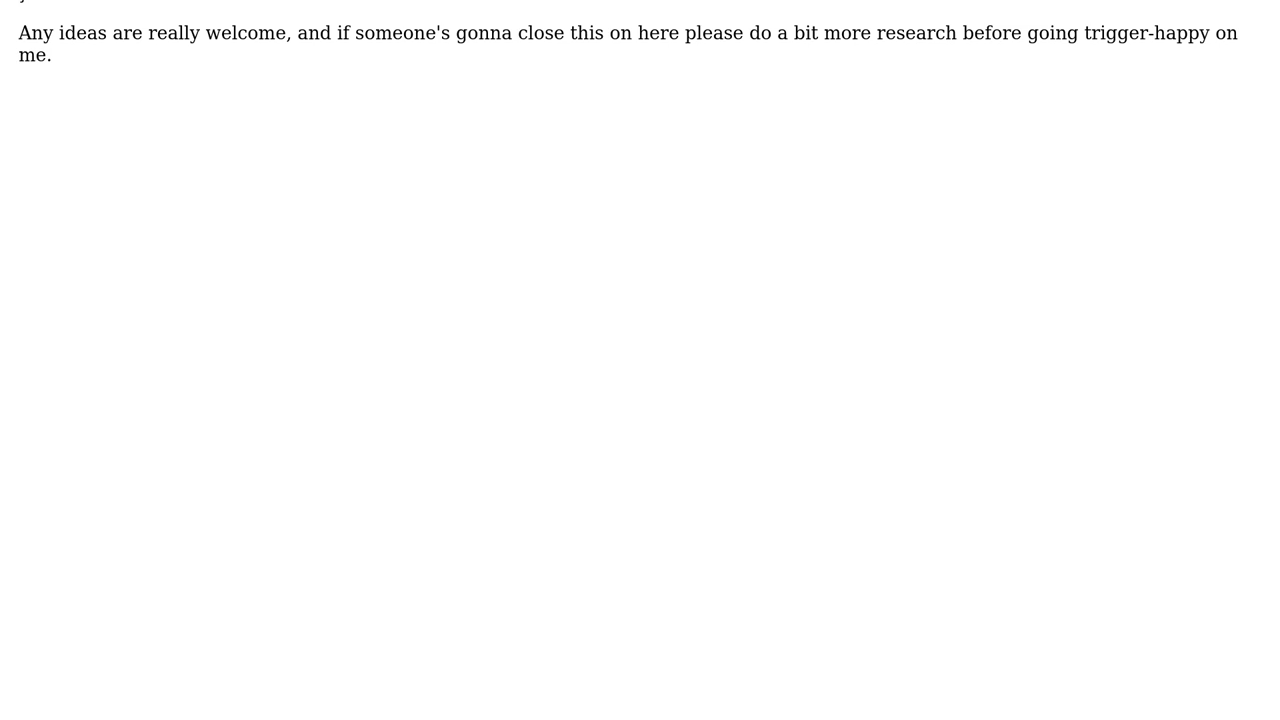 Any ideas are really welcome, and if someone's gonna close this on here please do a bit more research before going trigger-happy on
me.